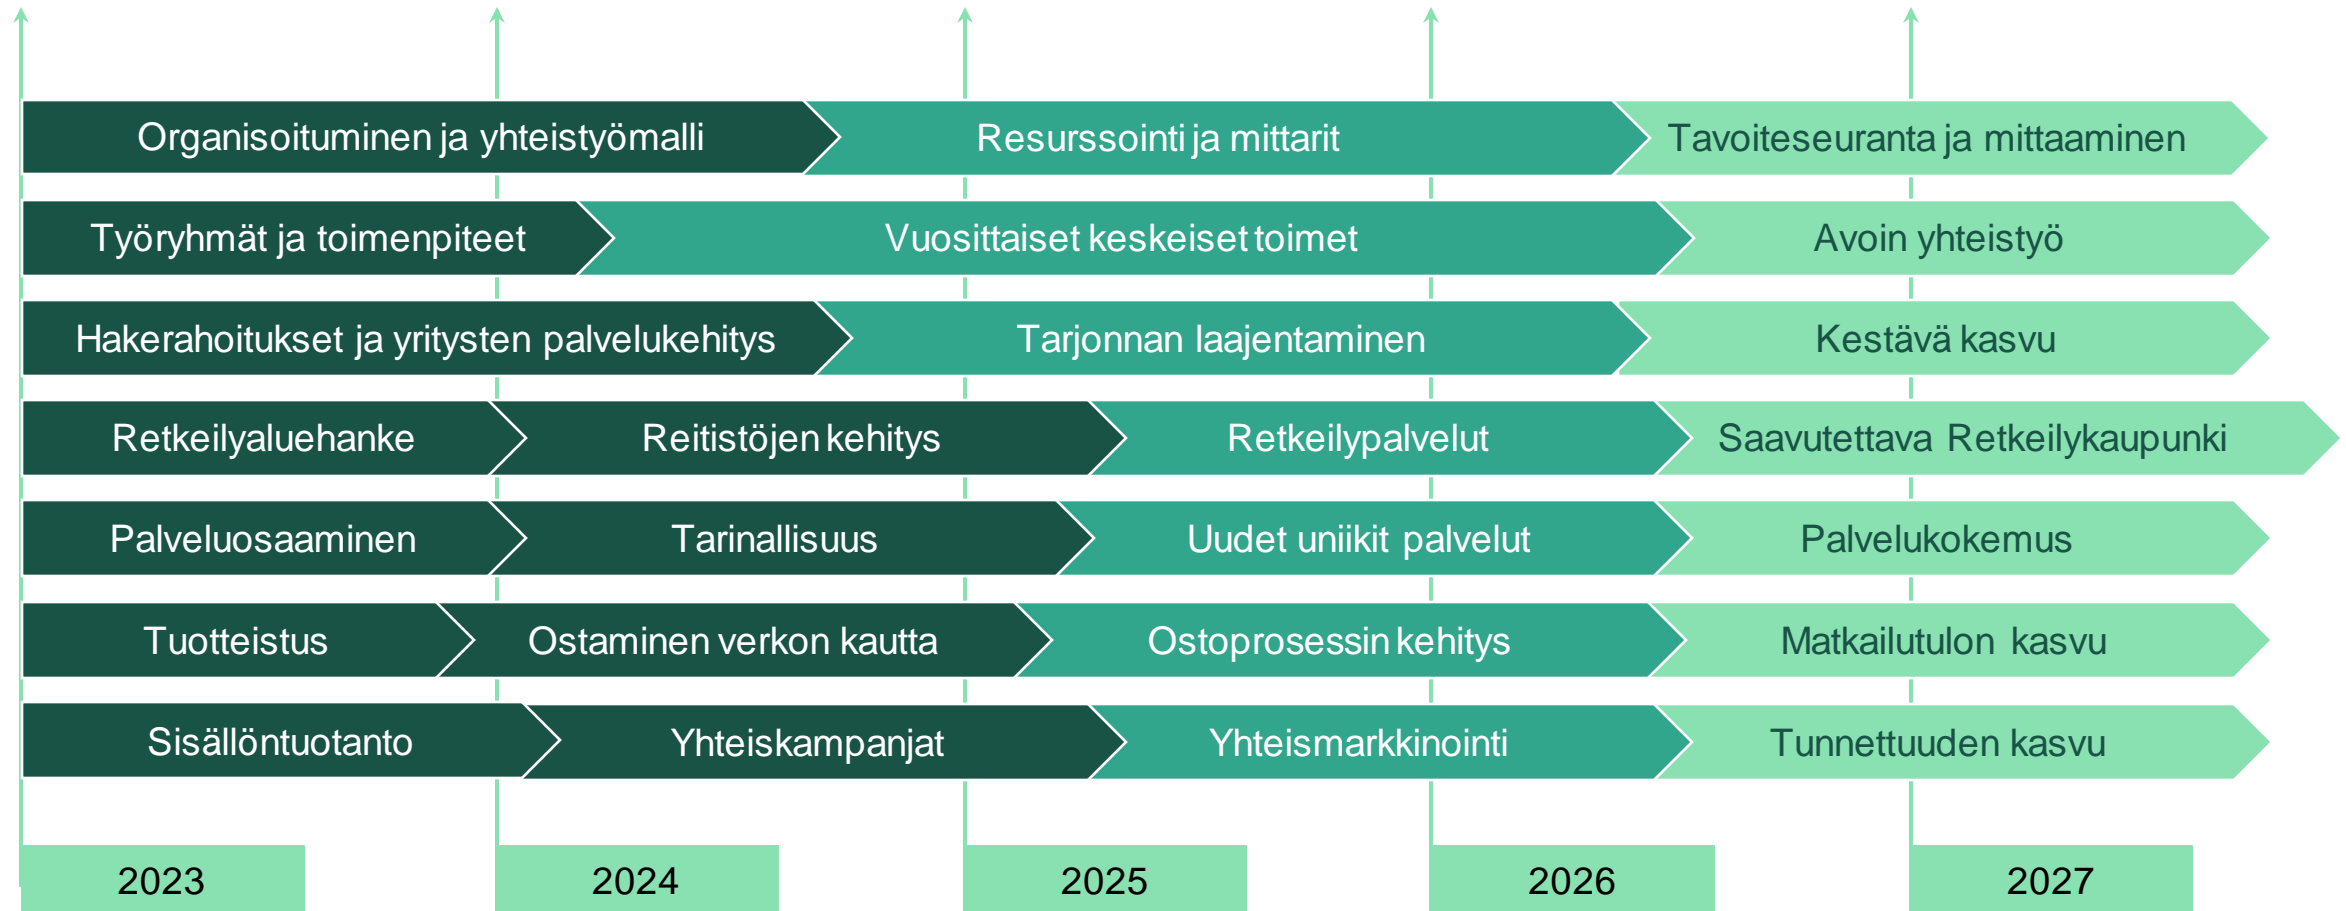 Organisoituminen ja yhteistyömalli
Resurssointi ja mittarit
Tavoiteseuranta ja mittaaminen
Työryhmät ja toimenpiteet
Vuosittaiset keskeiset toimet
Avoin yhteistyö
Hakerahoitukset ja yritysten palvelukehitys
Tarjonnan laajentaminen
Kestävä kasvu
Retkeilyaluehanke
Reitistöjen kehitys
Retkeilypalvelut
Saavutettava Retkeilykaupunki
Palveluosaaminen
Tarinallisuus
Uudet uniikit palvelut
Palvelukokemus
Tuotteistus
Ostaminen verkon kautta
Ostoprosessin kehitys
Matkailutulon kasvu
Sisällöntuotanto
Yhteiskampanjat
Yhteismarkkinointi
Tunnettuuden kasvu
2023
2024
2025
2026
2027